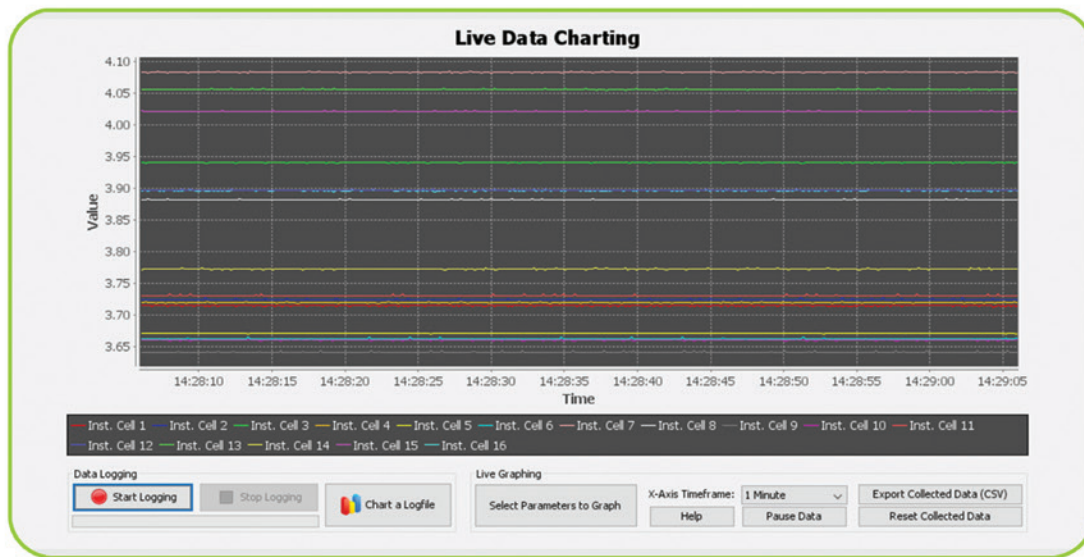 Live Data Charting
4.10
4.05
4.00
3.95
3.90
3.85
3.80
3.75
3.70
3.65
Value
14:28:10 14:28:15 14:28:20 14:28:25 14:28:30 14:28:35 14:28:40 14:28:45 14:28:50 14:28:55 14:29:00 14:29:05
Time
Inst. Cell 1 Inst. Cell 2 Inst. Cell 3 Inst. Cell 4 Inst. Cell 5 Inst. Cell 6 Inst. Cell 7 Inst. Cell 8 Inst. Cell 9 Inst. Cell 10 Inst. Cell 11
Inst. Cell 12 Inst. Cell 13 Inst. Cell 14 Inst. Cell 15 Inst. Cell 16
Data Logging
Start Logging Stop Logging Chart a Logfile
Live Graphing
Select Parameters to Graph
X-Axis Timeframe: 1 Minute Export Collected Data (CSV)
Help Pause Data Reset Collected Data